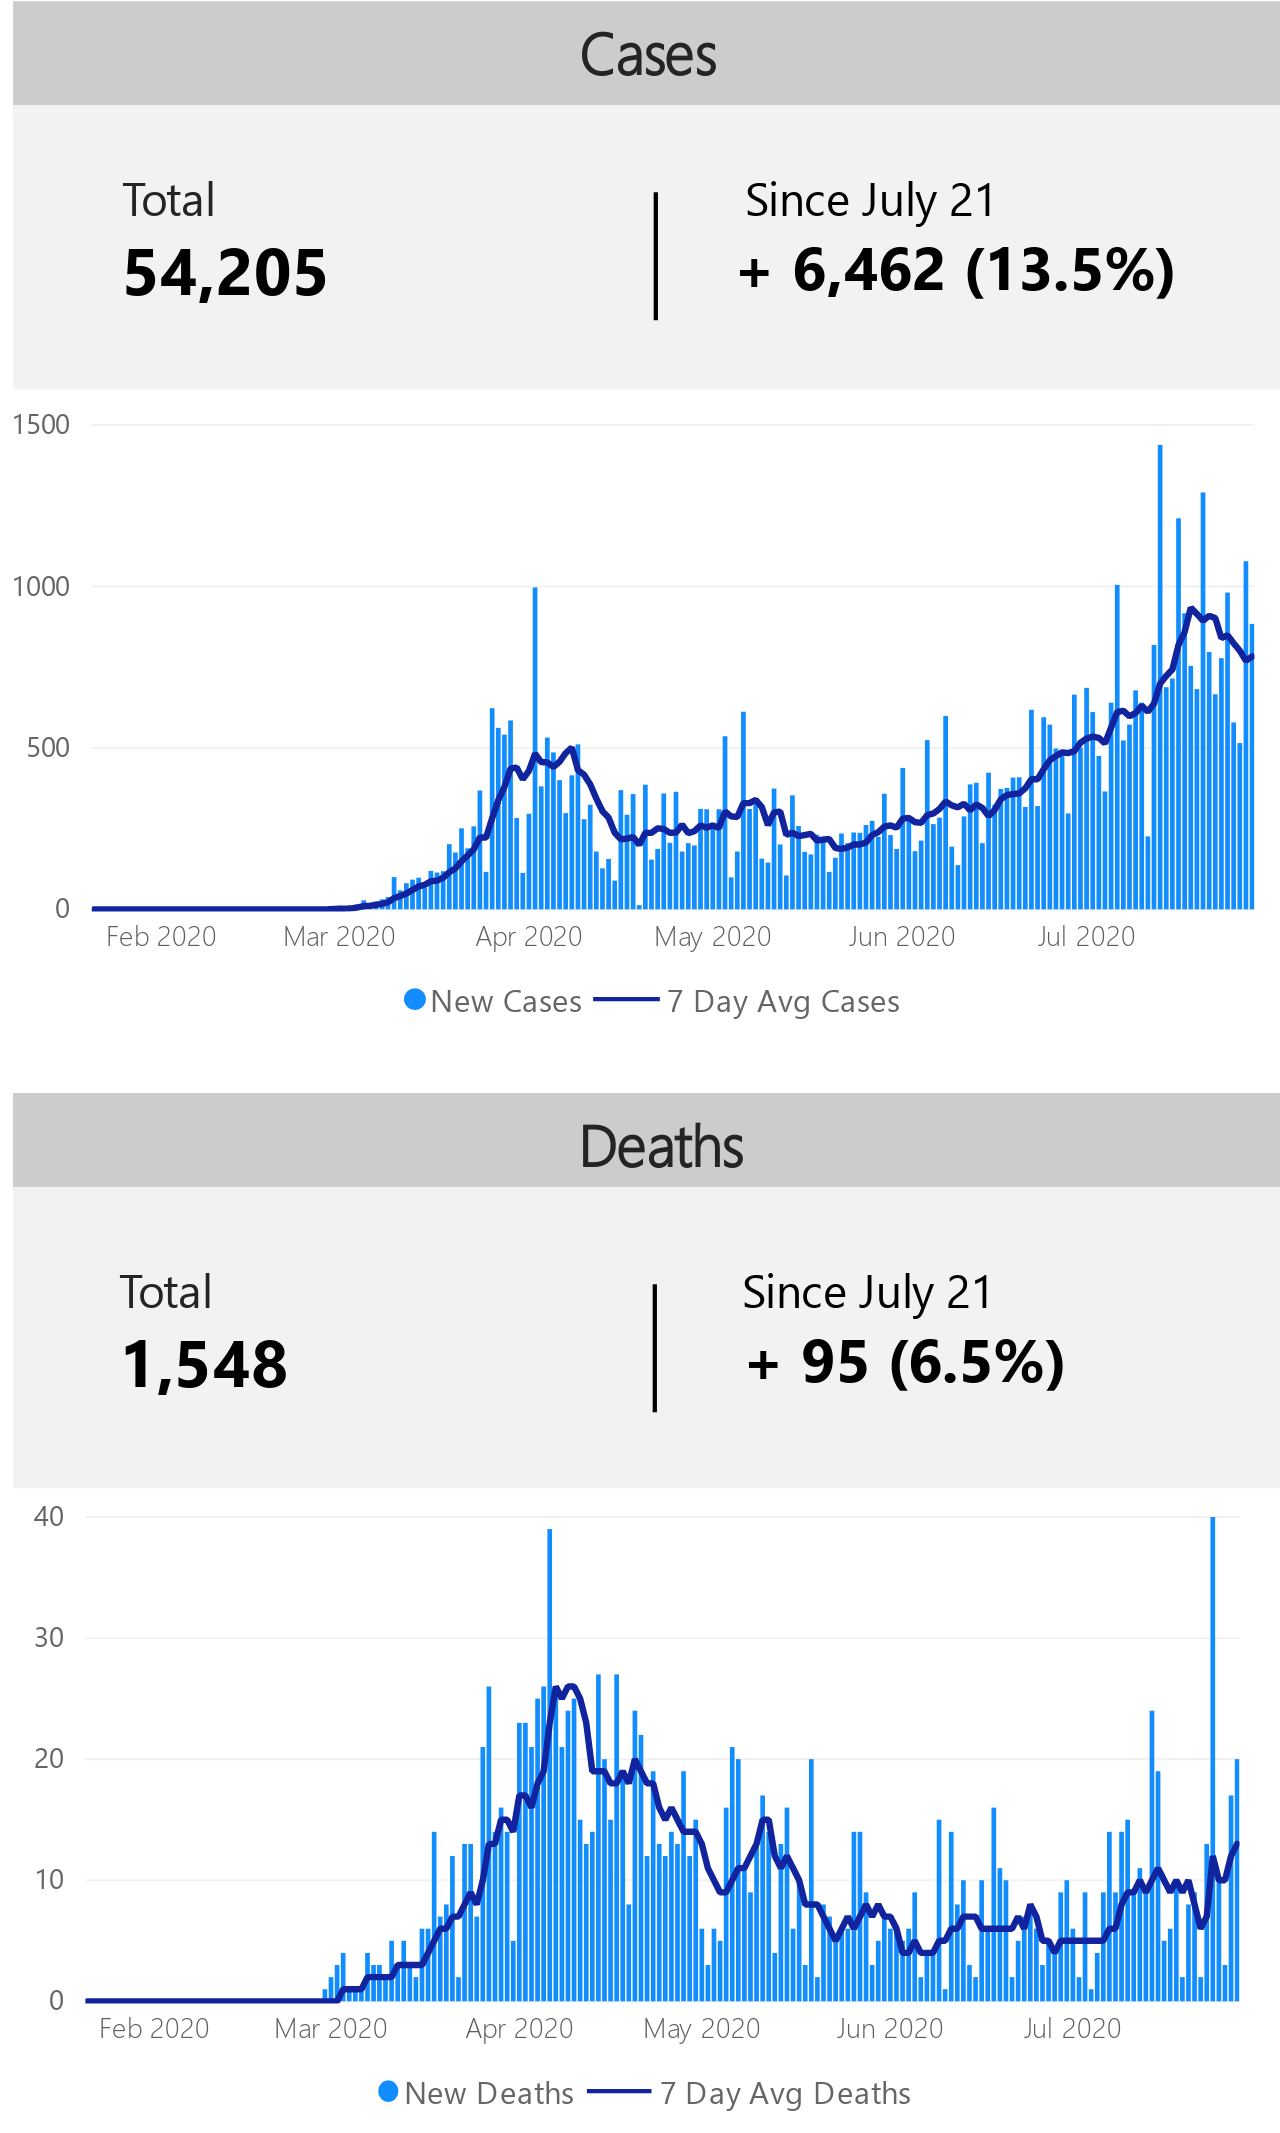 Cases
Total
Since July 21
54,205
+ 6,462 (13.5%)
1500
1000
500
0
Feb 2020 Mar 2020 Apr 2020 May 2020 Jun 2020 Jul 2020
New Cases 7 Day Avg Cases
Deaths
Total
Since July 21
1,548
+ 95 (6.5%)
40
30
20
10
0
Feb 2020 Mar 2020 Apr 2020 May 2020 Jun 2020 Jul 2020
New Deaths 7 Day Avg Deaths